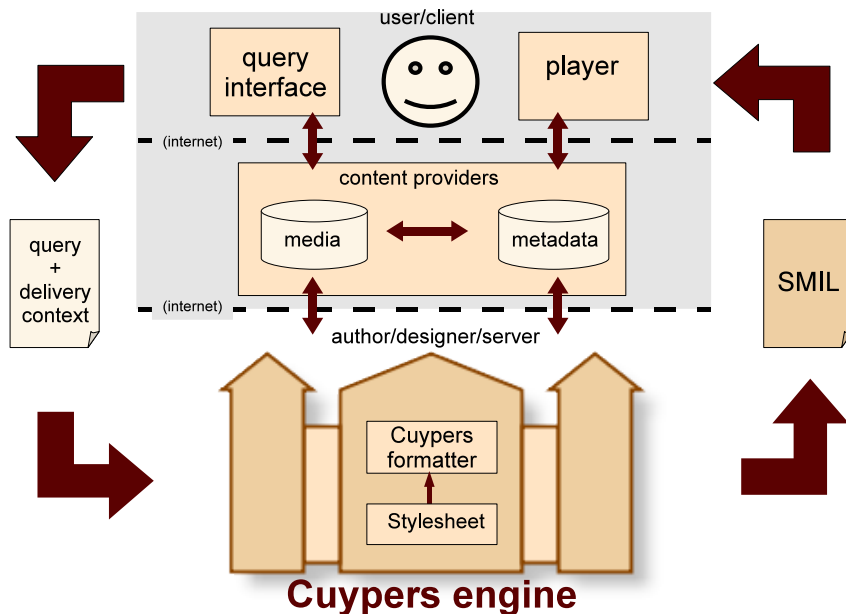 user/client
query
interface
player
(internet)
content providers
media
metadata
query
+
delivery
context
SMIL
(internet)
author/designer/server
Cuypers
formatter
Stylesheet
Cuypers engine